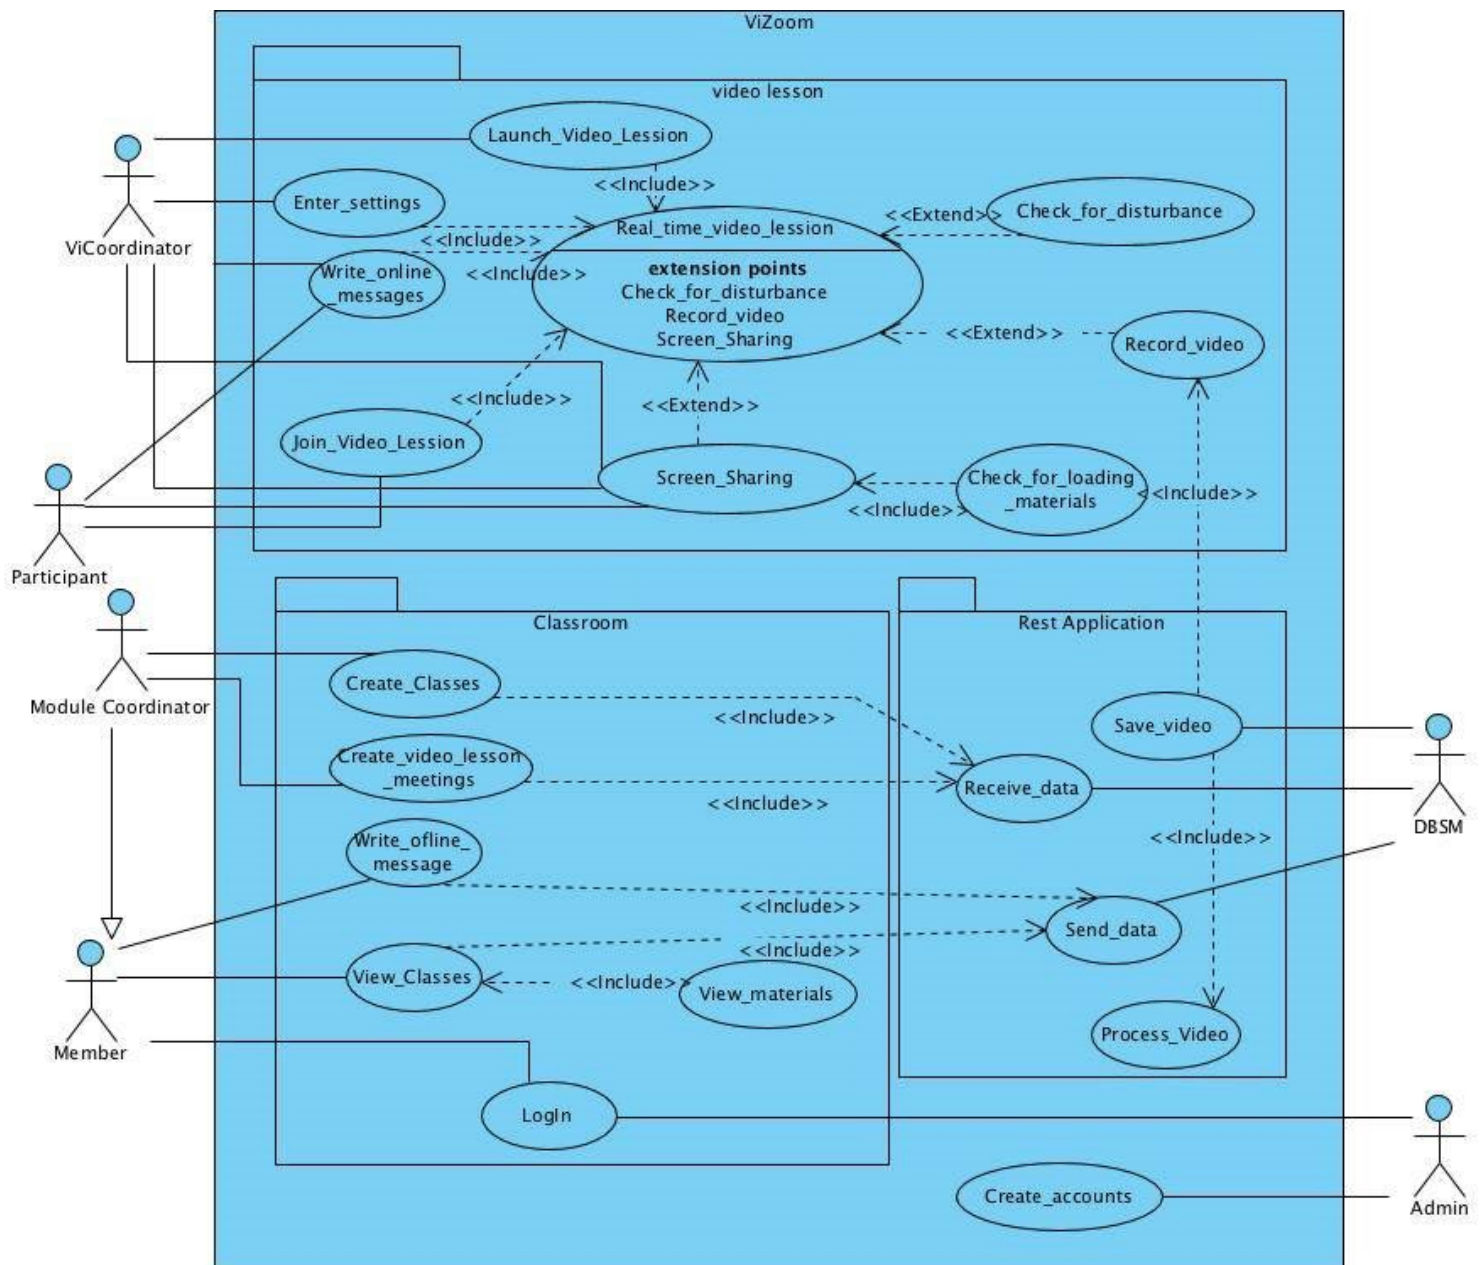 ViZoom
video lesson
Launch_Video_Lession
<<Include>>
Enter_settings
Real_time_video_lession
<<Extend>>
Check_for_disturbance
<<Include>>
ViCoordinator
Write_online
_messages
<<Include>>
extension points
Check_for_disturbance
Record_video
Screen_Sharing
<<Extend>>
Record_video
<<Include>>
<<Extend>>
Join_Video_Lession
Screen_Sharing
Check_for_loading
_materials
<<Include>>
<<Include>>
Participant
Classroom
Rest Application
Create_Classes
Module Coordinator
<<Include>>
Save_video
Create_video_lesson
_meetings
Receive_data
<<Include>>
DBSM
Write_ofline_
_message
<<Include>>
<<Include>>
Send_data
<<Include>>
View_Classes
<<Include>>
View_materials
Process_Video
Member
LogIn
Create_accounts
Admin